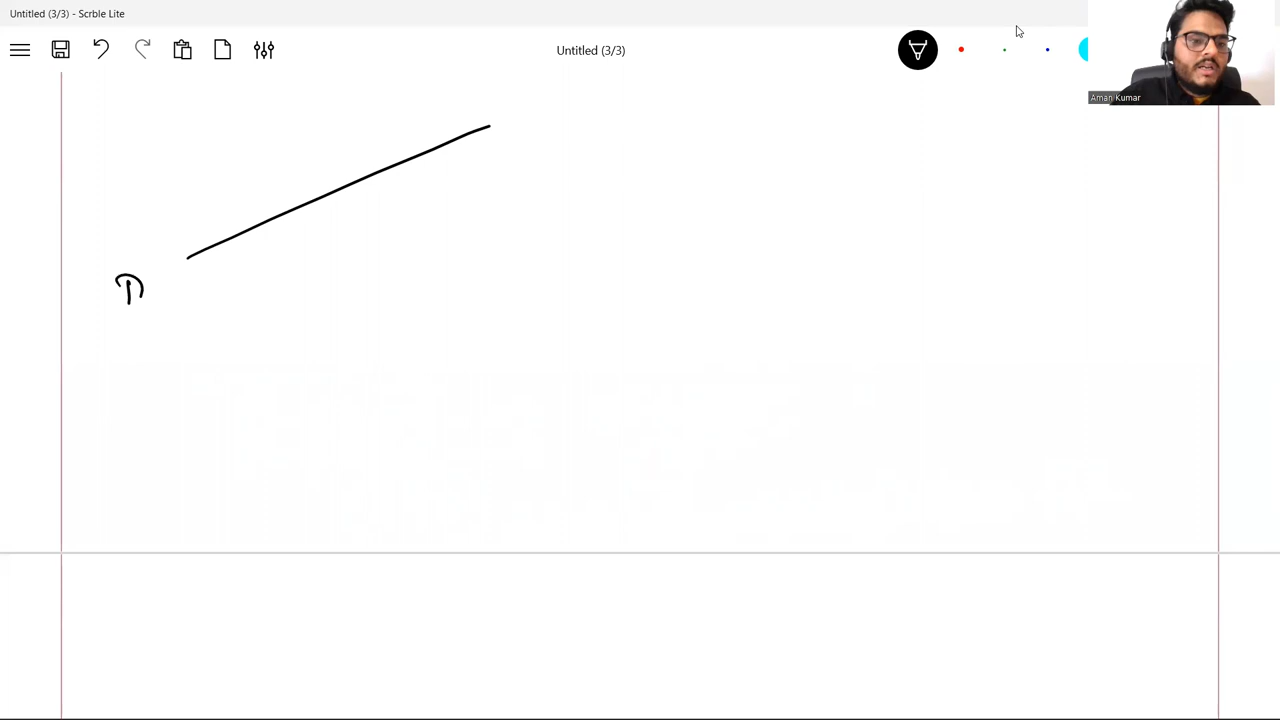 Untitled (3/3) - Scrble Lite
Untitled (3/3)
Aman Kumar